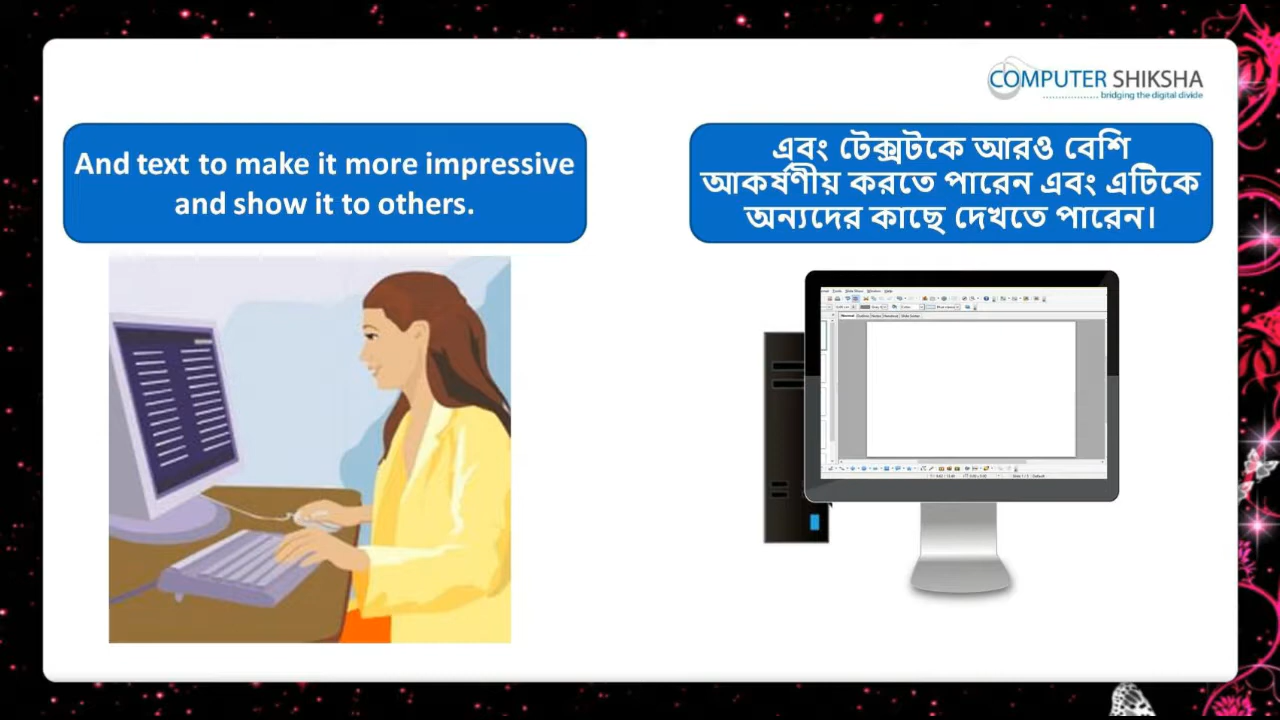 COMPUTER SHIKSHA
bridging the digital divide
And text to make it more impressive
and show it to others.
এবং টেক্সটকে আরও বেশি
আকর্ষণীয় করতে পারেন এবং এটিকে
অন্যদের কাছে দেখতে পারেন।